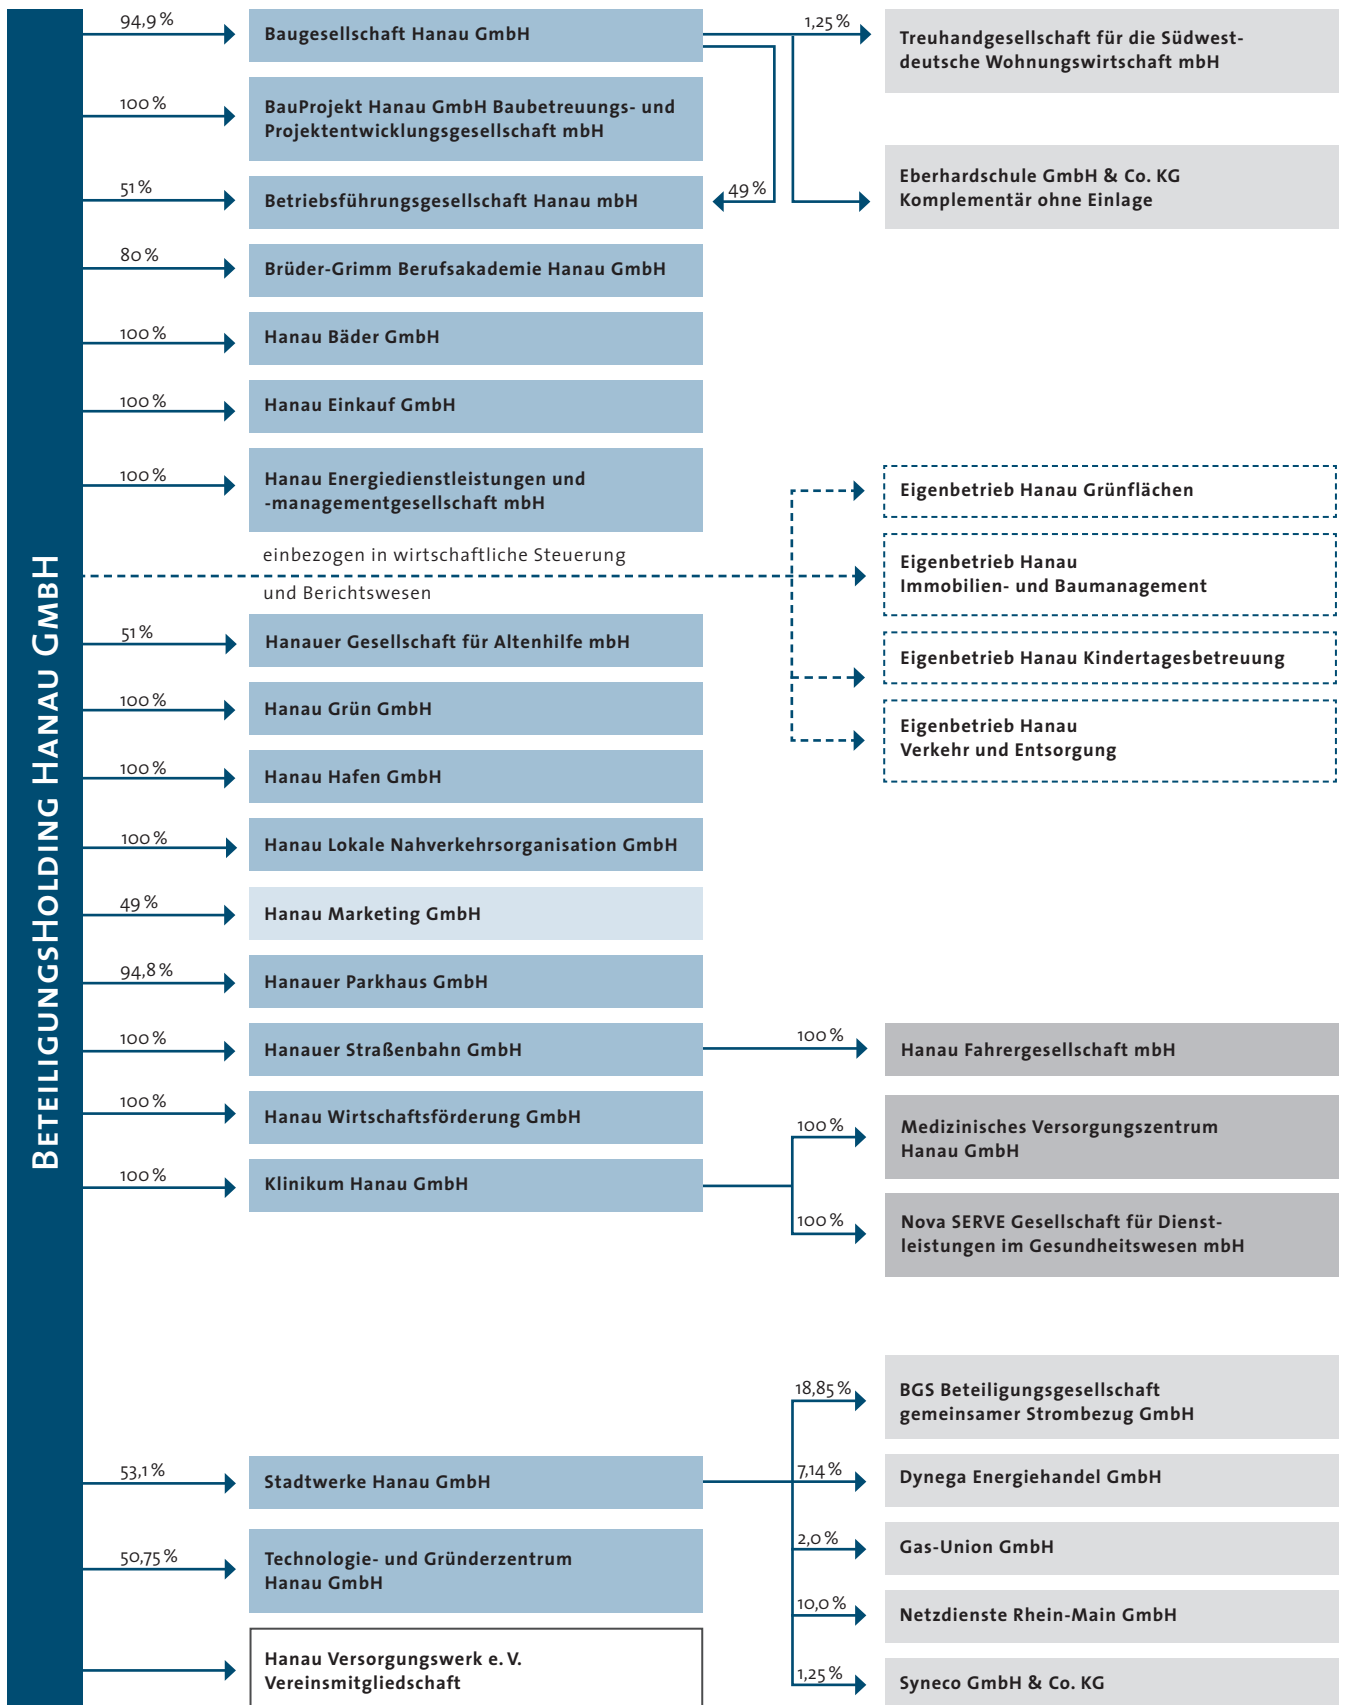 BETEILIGUNGSHOLDING HANAU GMBH
94,9 %
Baugesellschaft Hanau GmbH
1,25 %
Treuhandgesellschaft für die Südwest-
deutsche Wohnungswirtschaft mbH
100 %
BauProjekt Hanau GmbH Baubetreuungs- und
Projektentwicklungsgesellschaft mbH
51 %
Betriebsführungsgesellschaft Hanau mbH
49 %
Eberhardschule GmbH & Co. KG
Komplementär ohne Einlage
80 %
Brüder-Grimm Berufsakademie Hanau GmbH
100 %
Hanau Bäder GmbH
100 %
Hanau Einkauf GmbH
100 %
Hanau Energiedienstleistungen und
-managementgesellschaft mbH
Eigenbetrieb Hanau Grünflächen
einbezogen in wirtschaftliche Steuerung
und Berichtswesen
Eigenbetrieb Hanau
Immobilien- und Baumanagement
51 %
Hanauer Gesellschaft für Altenhilfe mbH
Eigenbetrieb Hanau Kindertagesbetreuung
100 %
Hanau Grün GmbH
Eigenbetrieb Hanau
Verkehr und Entsorgung
100 %
Hanau Hafen GmbH
100 %
Hanau Lokale Nahverkehrsorganisation GmbH
49 %
Hanau Marketing GmbH
94,8 %
Hanauer Parkhaus GmbH
100 %
Hanauer Straßenbahn GmbH
100 %
Hanau Fahrergesellschaft mbH
100 %
Hanau Wirtschaftsförderung GmbH
100 %
Medizinisches Versorgungszentrum
Hanau GmbH
100 %
Klinikum Hanau GmbH
100 %
Nova SERVE Gesellschaft für Dienst-
leistungen im Gesundheitswesen mbH
18,85 %
BGS Beteiligungsgesellschaft
gemeinsamer Strombezug GmbH
53,1 %
Stadtwerke Hanau GmbH
7,14 %
Dynega Energiehandel GmbH
2,0 %
Gas-Union GmbH
50,75 %
Technologie- und Gründerzentrum
Hanau GmbH
10,0 %
Netzdienste Rhein-Main GmbH
Hanau Versorgungswerk e. V.
Vereinsmitgliedschaft
1,25 %
Syneco GmbH & Co. KG